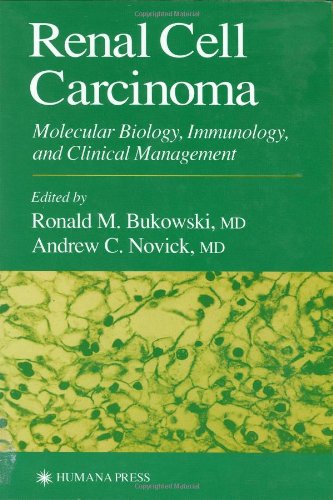 Renal Cell
Carcinoma
Molecular Biology, Immunology,
and Clinical Management
Edited by
Ronald M. Bukowski, MD
Andrew C. Novick, MD
HUMANA PRESS